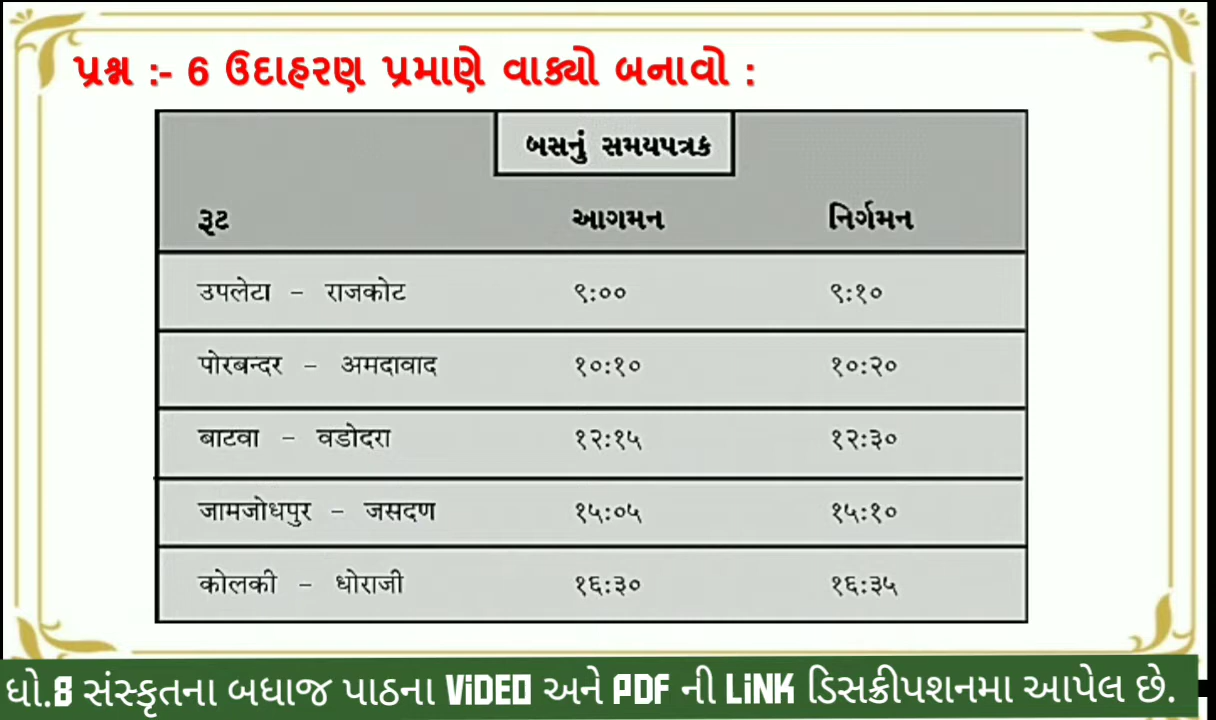 પ્રશ્ન :- 6 ઉદાહરણ પ્રમાણે વાક્યો બનાવો :
બસનું સમયપત્રક
રૂટ આગમન નિર્ગમન
उपलेटा - राजकोट ९:०० ९:१०
पोरबन्दर - अमदावाद १०:१० १०:२०
बाटवा - वडोदरा १२:१५ १२:३०
जामजोधपुर - जसदण १५:०५ १५:१०
कोलकी - धोराजी १६:३० १६:३५
ધો.8 સંસ્કૃતના બધાજ પાઠના ViDEO અને PDF ની LiNK ડિસક્રીપશનમા આપેલ છે.